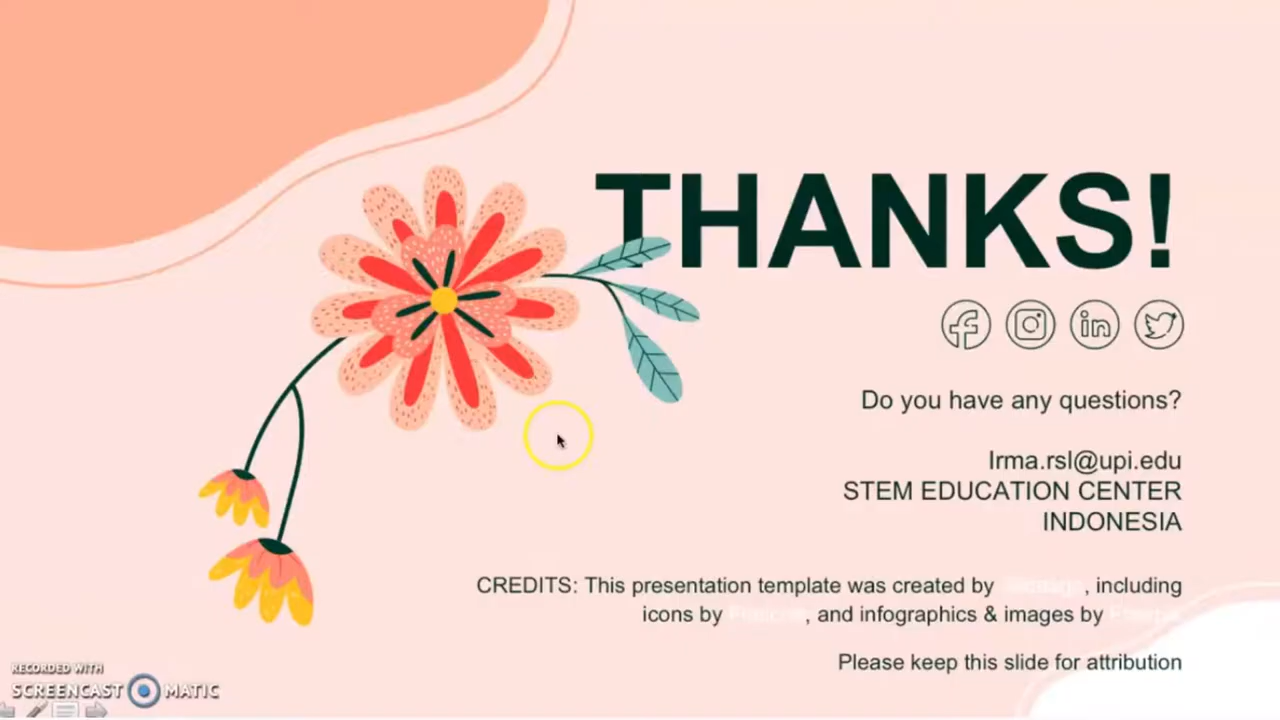 THANKS!
Do you have any questions?
Irma.rsl@upi.edu
STEM EDUCATION CENTER
INDONESIA
CREDITS: This presentation template was created by , including
icons by , and infographics & images by
Please keep this slide for attribution
RECORDED WITH
SCREENCAST MATIC